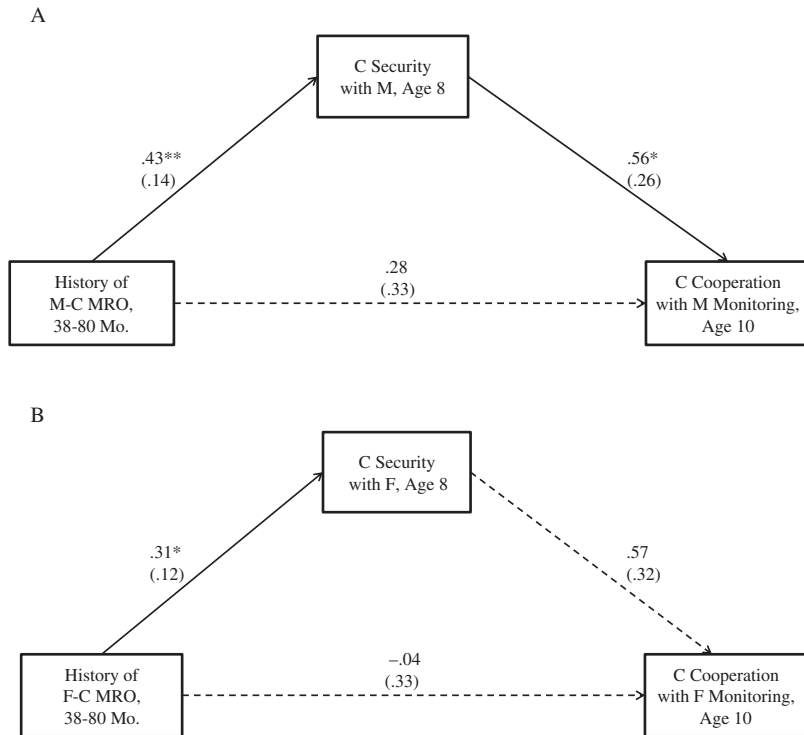 A
C Security
with M, Age 8
.43**
(.14)
.56*
(.26)
History of
M-C MRO,
38-80 Mo.
.28
(.33)
C Cooperation
with M Monitoring,
Age 10
B
C Security
with F, Age 8
.31*
(.12)
.57
(.32)
History of
F-C MRO,
38-80 Mo.
–.04
(.33)
C Cooperation
with F Monitoring,
Age 10